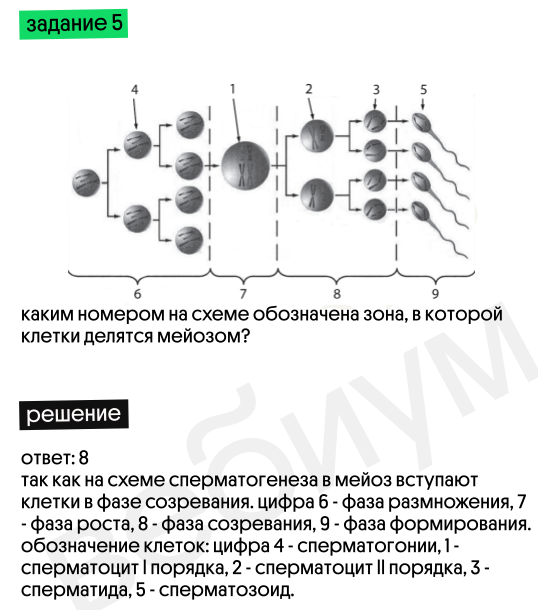 задание 5
4
1
2
3
5
6
7
8
9
каким номером на схеме обозначена зона, в которой
клетки делятся мейозом?
решение
ответ: 8
так как на схеме сперматогенеза в мейоз вступают
клетки в фазе созревания. цифра 6 - фаза размножения, 7
- фаза роста, 8 - фаза созревания, 9 - фаза формирования.
обозначение клеток: цифра 4 - сперматогонии, 1 -
сперматоцит I порядка, 2 - сперматоцит II порядка, 3 -
сперматида, 5 - сперматозоид.